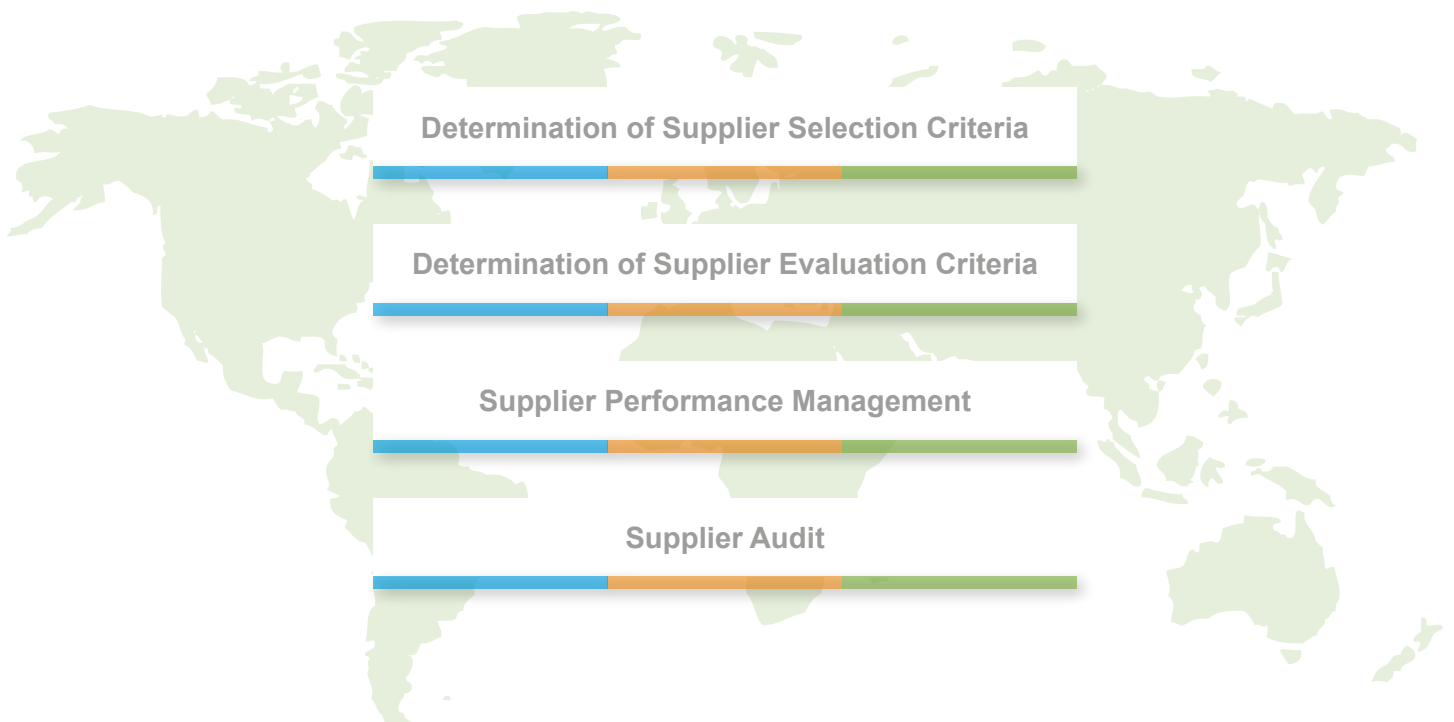 Determination of Supplier Selection Criteria
Determination of Supplier Evaluation Criteria
Supplier Performance Management
Supplier Audit